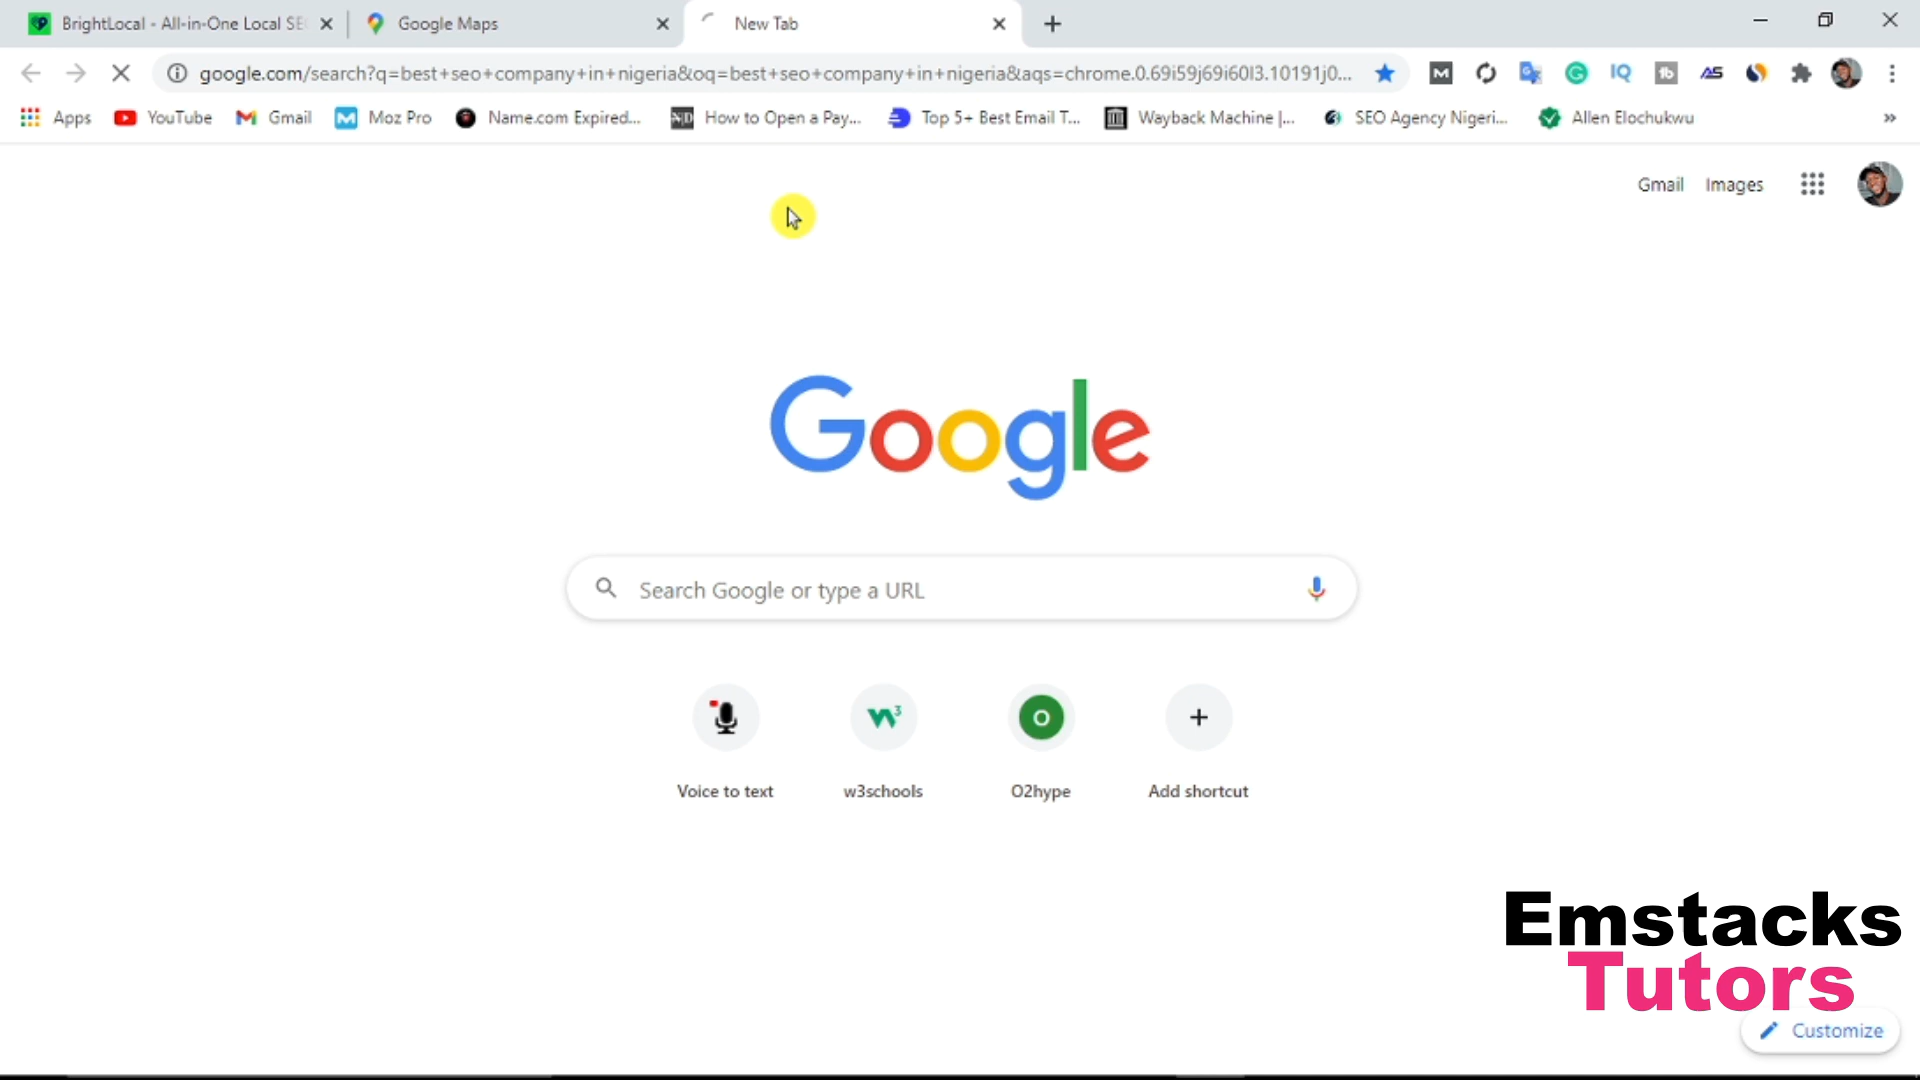 BrightLocal - All-in-One Local SE
Google Maps
New Tab
google.com/search?q=best+seo+company+in+nigeria&oq=best+seo+company+in+nigeria&aqs=chrome.0.69i59j69i60l3.10191j0...
M
IQ
tb
AS
Apps
YouTube
Gmail
Moz Pro
Name.com Expired...
How to Open a Pay...
Top 5+ Best Email T...
Wayback Machine |...
SEO Agency Nigeri...
Allen Elochukwu
Gmail
Images
Google
Search Google or type a URL
O
Voice to text
w3schools
O2hype
Add shortcut
Emstacks
Tutors
Customize